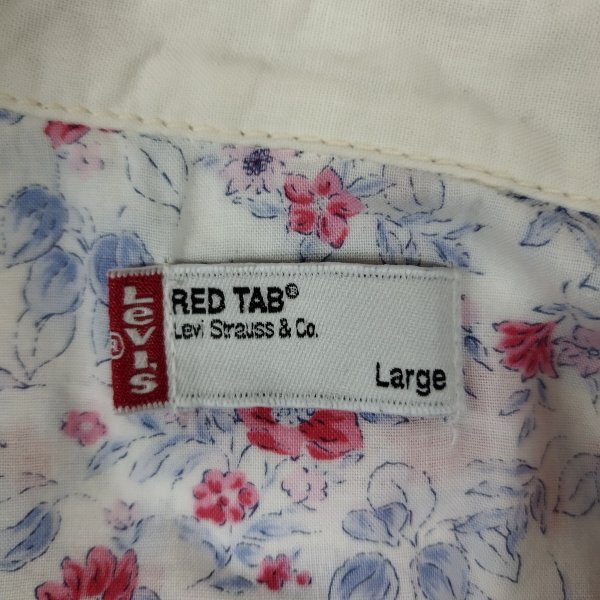 LEVI'S
®
RED TAB®
Levi Strauss & Co.
Large